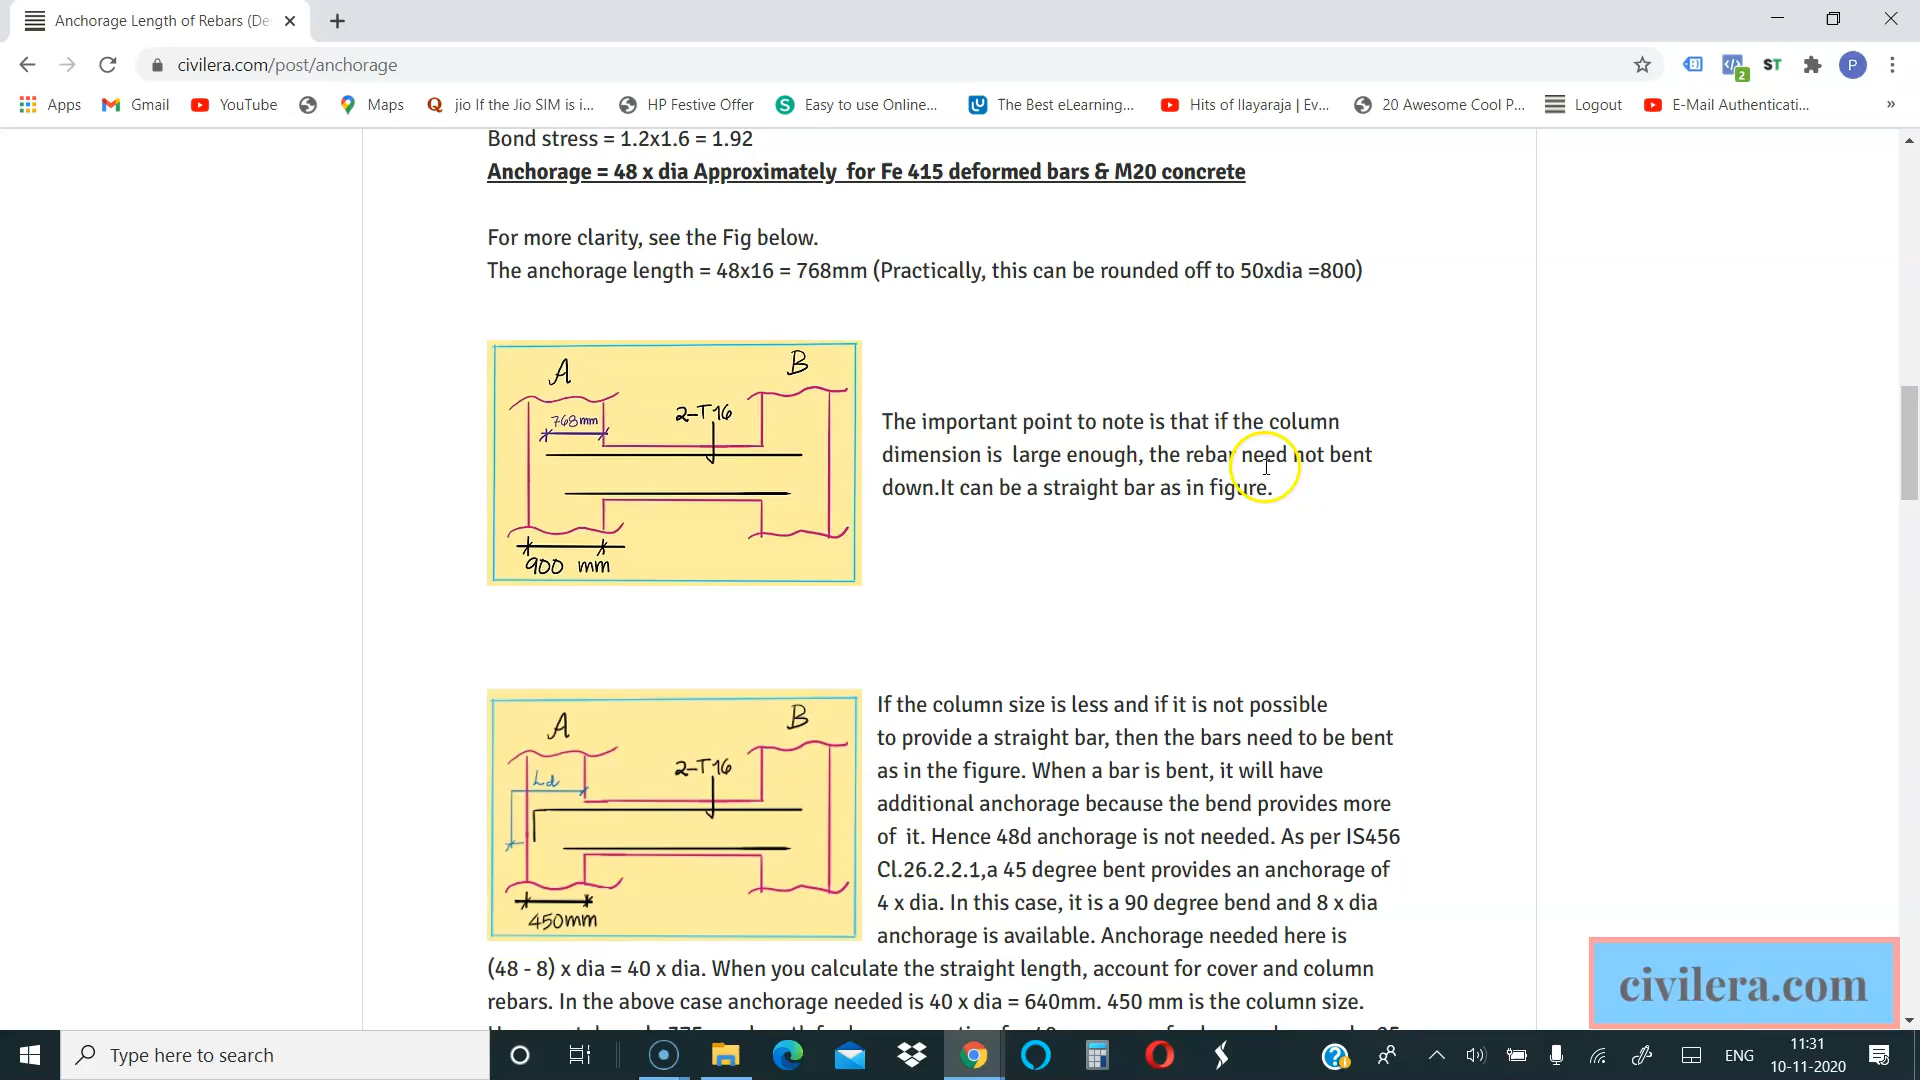 Anchorage Length of Rebars (De
civilera.com/post/anchorage
ST
P
2
Apps
Gmail
YouTube
Maps
jio If the Jio SIM is i...
HP Festive Offer
Easy to use Online...
The Best eLearning...
Hits of Ilayaraja | Ev...
20 Awesome Cool P...
Logout
E-Mail Authenticati...
Bond stress = 1.2x1.6 = 1.92
Anchorage = 48 x dia Approximately for Fe 415 deformed bars & M20 concrete
For more clarity, see the Fig below.
The anchorage length = 48x16 = 768mm (Practically, this can be rounded off to 50xdia =800)
A
B
768mm
2-T16
900 mm
The important point to note is that if the column
dimension is large enough, the rebar need not bent
down.It can be a straight bar as in figure.
A
B
Ld
2-T16
450mm
If the column size is less and if it is not possible
to provide a straight bar, then the bars need to be bent
as in the figure. When a bar is bent, it will have
additional anchorage because the bend provides more
of it. Hence 48d anchorage is not needed. As per IS456
Cl.26.2.2.1,a 45 degree bent provides an anchorage of
4 x dia. In this case, it is a 90 degree bend and 8 x dia
anchorage is available. Anchorage needed here is
(48 - 8) x dia = 40 x dia. When you calculate the straight length, account for cover and column
rebars. In the above case anchorage needed is 40 x dia = 640mm. 450 mm is the column size.
civilera.com
Type here to search
ENG
11:31
10-11-2020